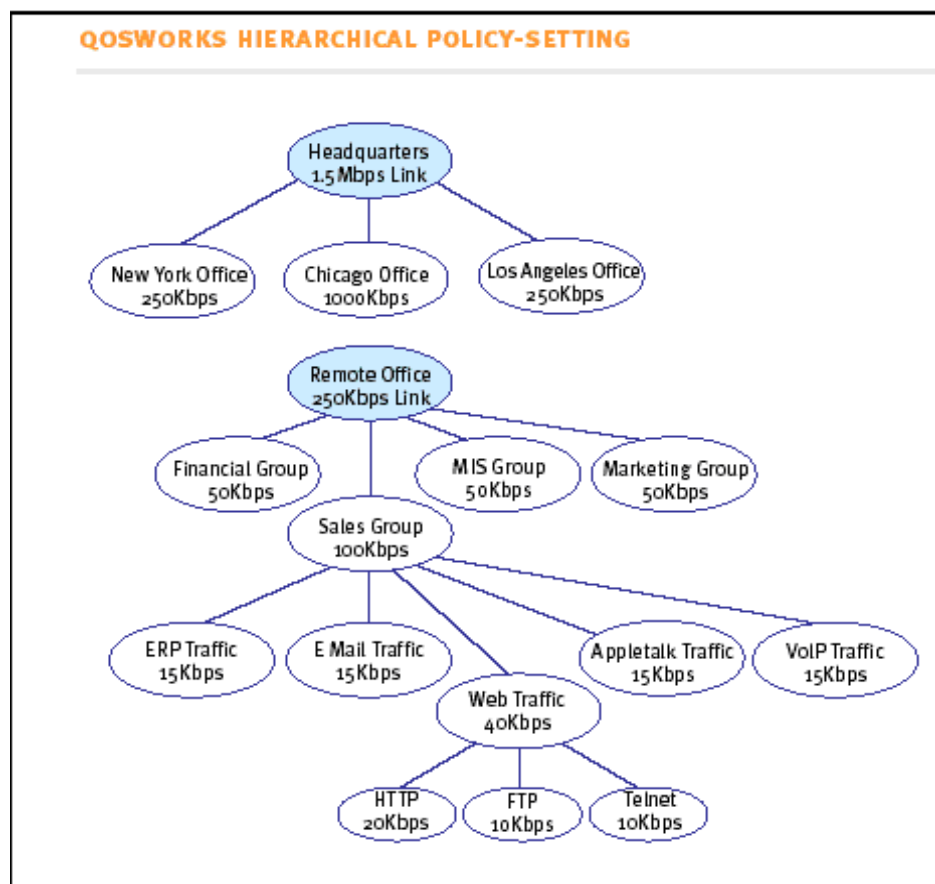 QOSWORKS HIERARCHICAL POLICY-SETTING
Headquarters
1.5Mbps Link
New York Office
250Kbps
Chicago Office
1000Kbps
Los Angeles Office
250Kbps
Remote Office
250Kbps Link
Financial Group
50Kbps
MIS Group
50Kbps
Marketing Group
50Kbps
Sales Group
100Kbps
ERP Traffic
15Kbps
E Mail Traffic
15Kbps
Appletalk Traffic
15Kbps
VoIP Traffic
15Kbps
Web Traffic
40Kbps
HTTP
20Kbps
FTP
10Kbps
Telnet
10Kbps